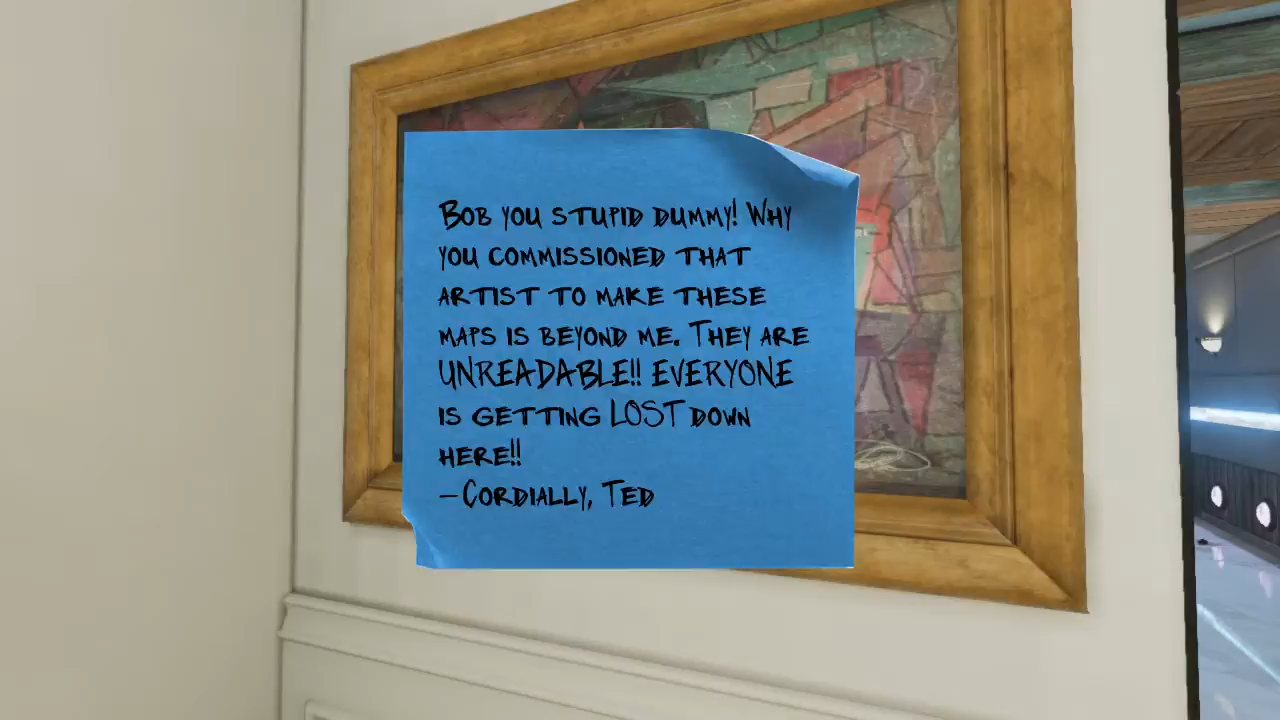 Bob you stupid dummy! Why
you commissioned that
artist to make these
maps is beyond me. They are
UNREADABLE!! EVERYONE
is getting LOST down
here!!
–Cordially, Ted